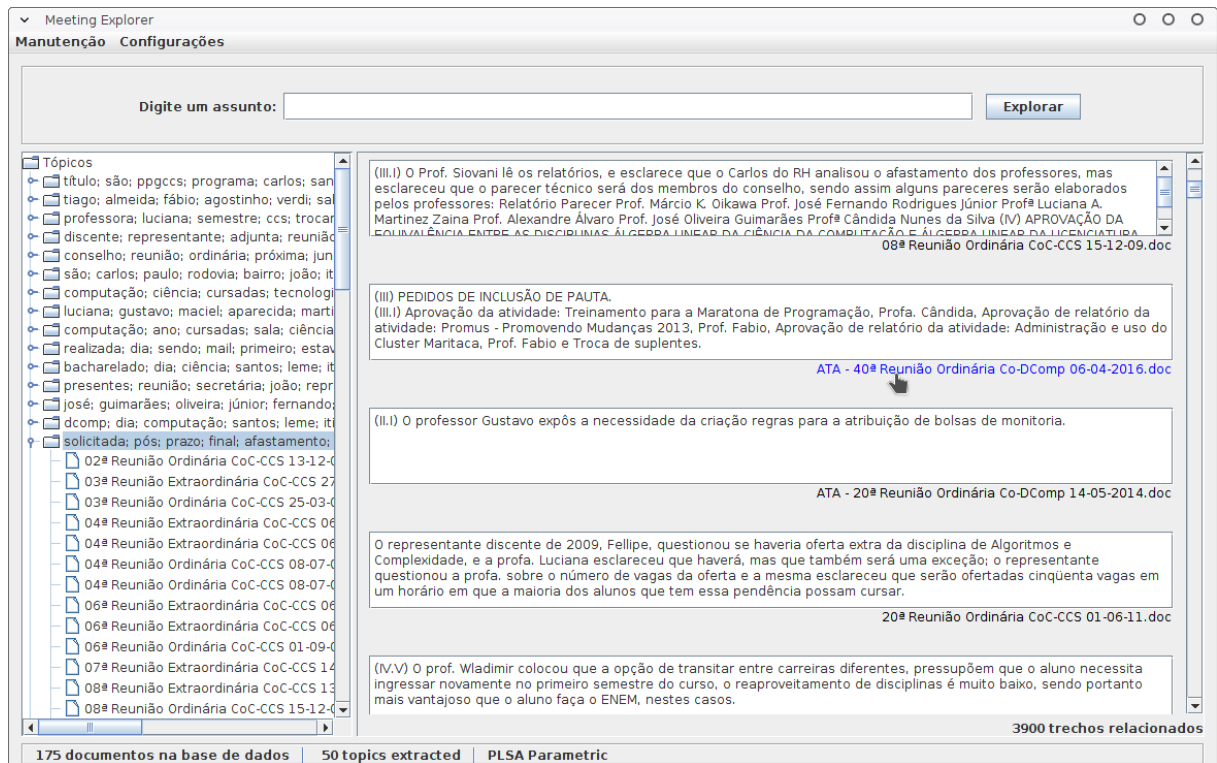 Meeting Explorer
Manutenção Configurações
Digite um assunto:
Explorar
Tópicos
título; são; ppgccs; programa; carlos; san
tiago; almeida; fábio; agostinho; verdi; sal
professora; luciana; semestre; ccs; trocar
discente; representante; adjunta; reunião
conselho; reunião; ordinária; próxima; jun
são; carlos; paulo; rodovia; bairro; joão; it
computação; ciência; cursadas; tecnologi
luciana; gustavo; maciel; aparecida; marti
computação; ano; cursadas; sala; ciência
realizada; dia; sendo; mail; primeiro; estav
bacharelado; dia; ciência; santos; leme; it
presentes; reunião; secretária; joão; repr
josé; guimarães; oliveira; júnior; fernando;
dcomp; dia; computação; santos; leme; iti
solicitada; pós; prazo; final; afastamento;
02ª Reunião Ordinária CoC-CCS 13-12-0
03ª Reunião Extraordinária CoC-CCS 27
03ª Reunião Ordinária CoC-CCS 25-03-0
04ª Reunião Extraordinária CoC-CCS 06
04ª Reunião Extraordinária CoC-CCS 06
04ª Reunião Ordinária CoC-CCS 08-07-0
04ª Reunião Ordinária CoC-CCS 08-07-0
06ª Reunião Extraordinária CoC-CCS 06
06ª Reunião Extraordinária CoC-CCS 06
06ª Reunião Ordinária CoC-CCS 01-09-0
07ª Reunião Extraordinária CoC-CCS 14
08ª Reunião Extraordinária CoC-CCS 13
08ª Reunião Ordinária CoC-CCS 15-12-0
(III.I) O Prof. Siovani lê os relatórios, e esclarece que o Carlos do RH analisou o afastamento dos professores, mas
esclareceu que o parecer técnico será dos membros do conselho, sendo assim alguns pareceres serão elaborados
pelos professores: Relatório Parecer Prof. Márcio K. Oikawa Prof. José Fernando Rodrigues Júnior Profª Luciana A.
Martinez Zaina Prof. Alexandre Álvaro Prof. José Oliveira Guimarães Profª Cândida Nunes da Silva (IV) APROVAÇÃO DA
EQUIVALÊNCIA ENTRE AS DISCIPLINAS ÁLGEBRA LINEAR DA CIÊNCIA DA COMPUTAÇÃO E ÁLGEBRA LINEAR DA LICENCIATURA
08ª Reunião Ordinária CoC-CCS 15-12-09.doc
(III) PEDIDOS DE INCLUSÃO DE PAUTA.
(III.I) Aprovação da atividade: Treinamento para a Maratona de Programação, Profa. Cândida, Aprovação de relatório da
atividade: Promus - Promovendo Mudanças 2013, Prof. Fabio, Aprovação de relatório da atividade: Administração e uso do
Cluster Maritaca, Prof. Fabio e Troca de suplentes.
ATA - 40ª Reunião Ordinária Co-DComp 06-04-2016.doc
(II.I) O professor Gustavo expôs a necessidade da criação regras para a atribuição de bolsas de monitoria.
ATA - 20ª Reunião Ordinária Co-DComp 14-05-2014.doc
O representante discente de 2009, Fellipe, questionou se haveria oferta extra da disciplina de Algoritmos e
Complexidade, e a profa. Luciana esclareceu que haverá, mas que também será uma exceção; o representante
questionou a profa. sobre o número de vagas da oferta e a mesma esclareceu que serão ofertadas cinqüenta vagas em
um horário em que a maioria dos alunos que tem essa pendência possam cursar.
20ª Reunião Ordinária CoC-CCS 01-06-11.doc
(IV.V) O prof. Wladimir colocou que a opção de transitar entre carreiras diferentes, pressupõem que o aluno necessita
ingressar novamente no primeiro semestre do curso, o reaproveitamento de disciplinas é muito baixo, sendo portanto
mais vantajoso que o aluno faça o ENEM, nestes casos.
3900 trechos relacionados
175 documentos na base de dados
50 topics extracted
PLSA Parametric